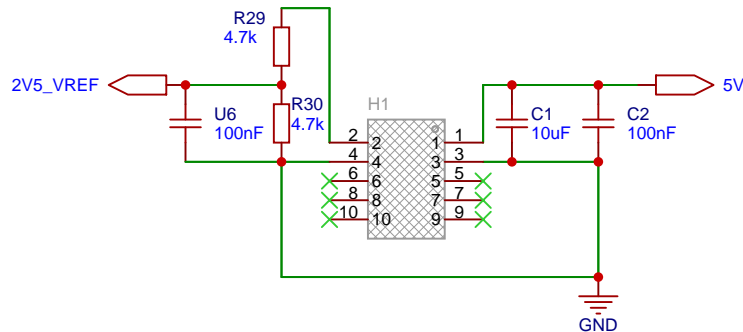 R29
4.7k
2V5_VREF
5V
U6
100nF
R30
4.7k
H1
C1
10uF
C2
100nF
2 2 1 1
4 4 3 3
6 6 5 5
8 8 7 7
10 10 9 9
GND